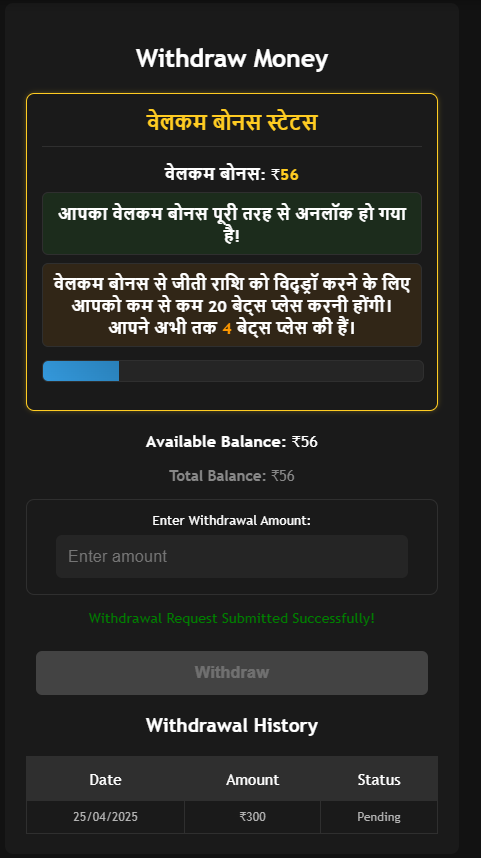 Withdraw Money
वेलकम बोनस स्टेटस
वेलकम बोनस: ₹56
आपका वेलकम बोनस पूरी तरह से अनलॉक हो गया
है!
वेलकम बोनस से जीती राशि को विदड्रॉ करने के लिए
आपको कम से कम 20 बेट्स प्लेस करनी होंगी।
आपने अभी तक 4 बेट्स प्लेस की हैं।
Available Balance: ₹56
Total Balance: ₹56
Enter Withdrawal Amount:
Enter amount
Withdrawal Request Submitted Successfully!
Withdraw
Withdrawal History
Date Amount Status
25/04/2025 ₹300 Pending